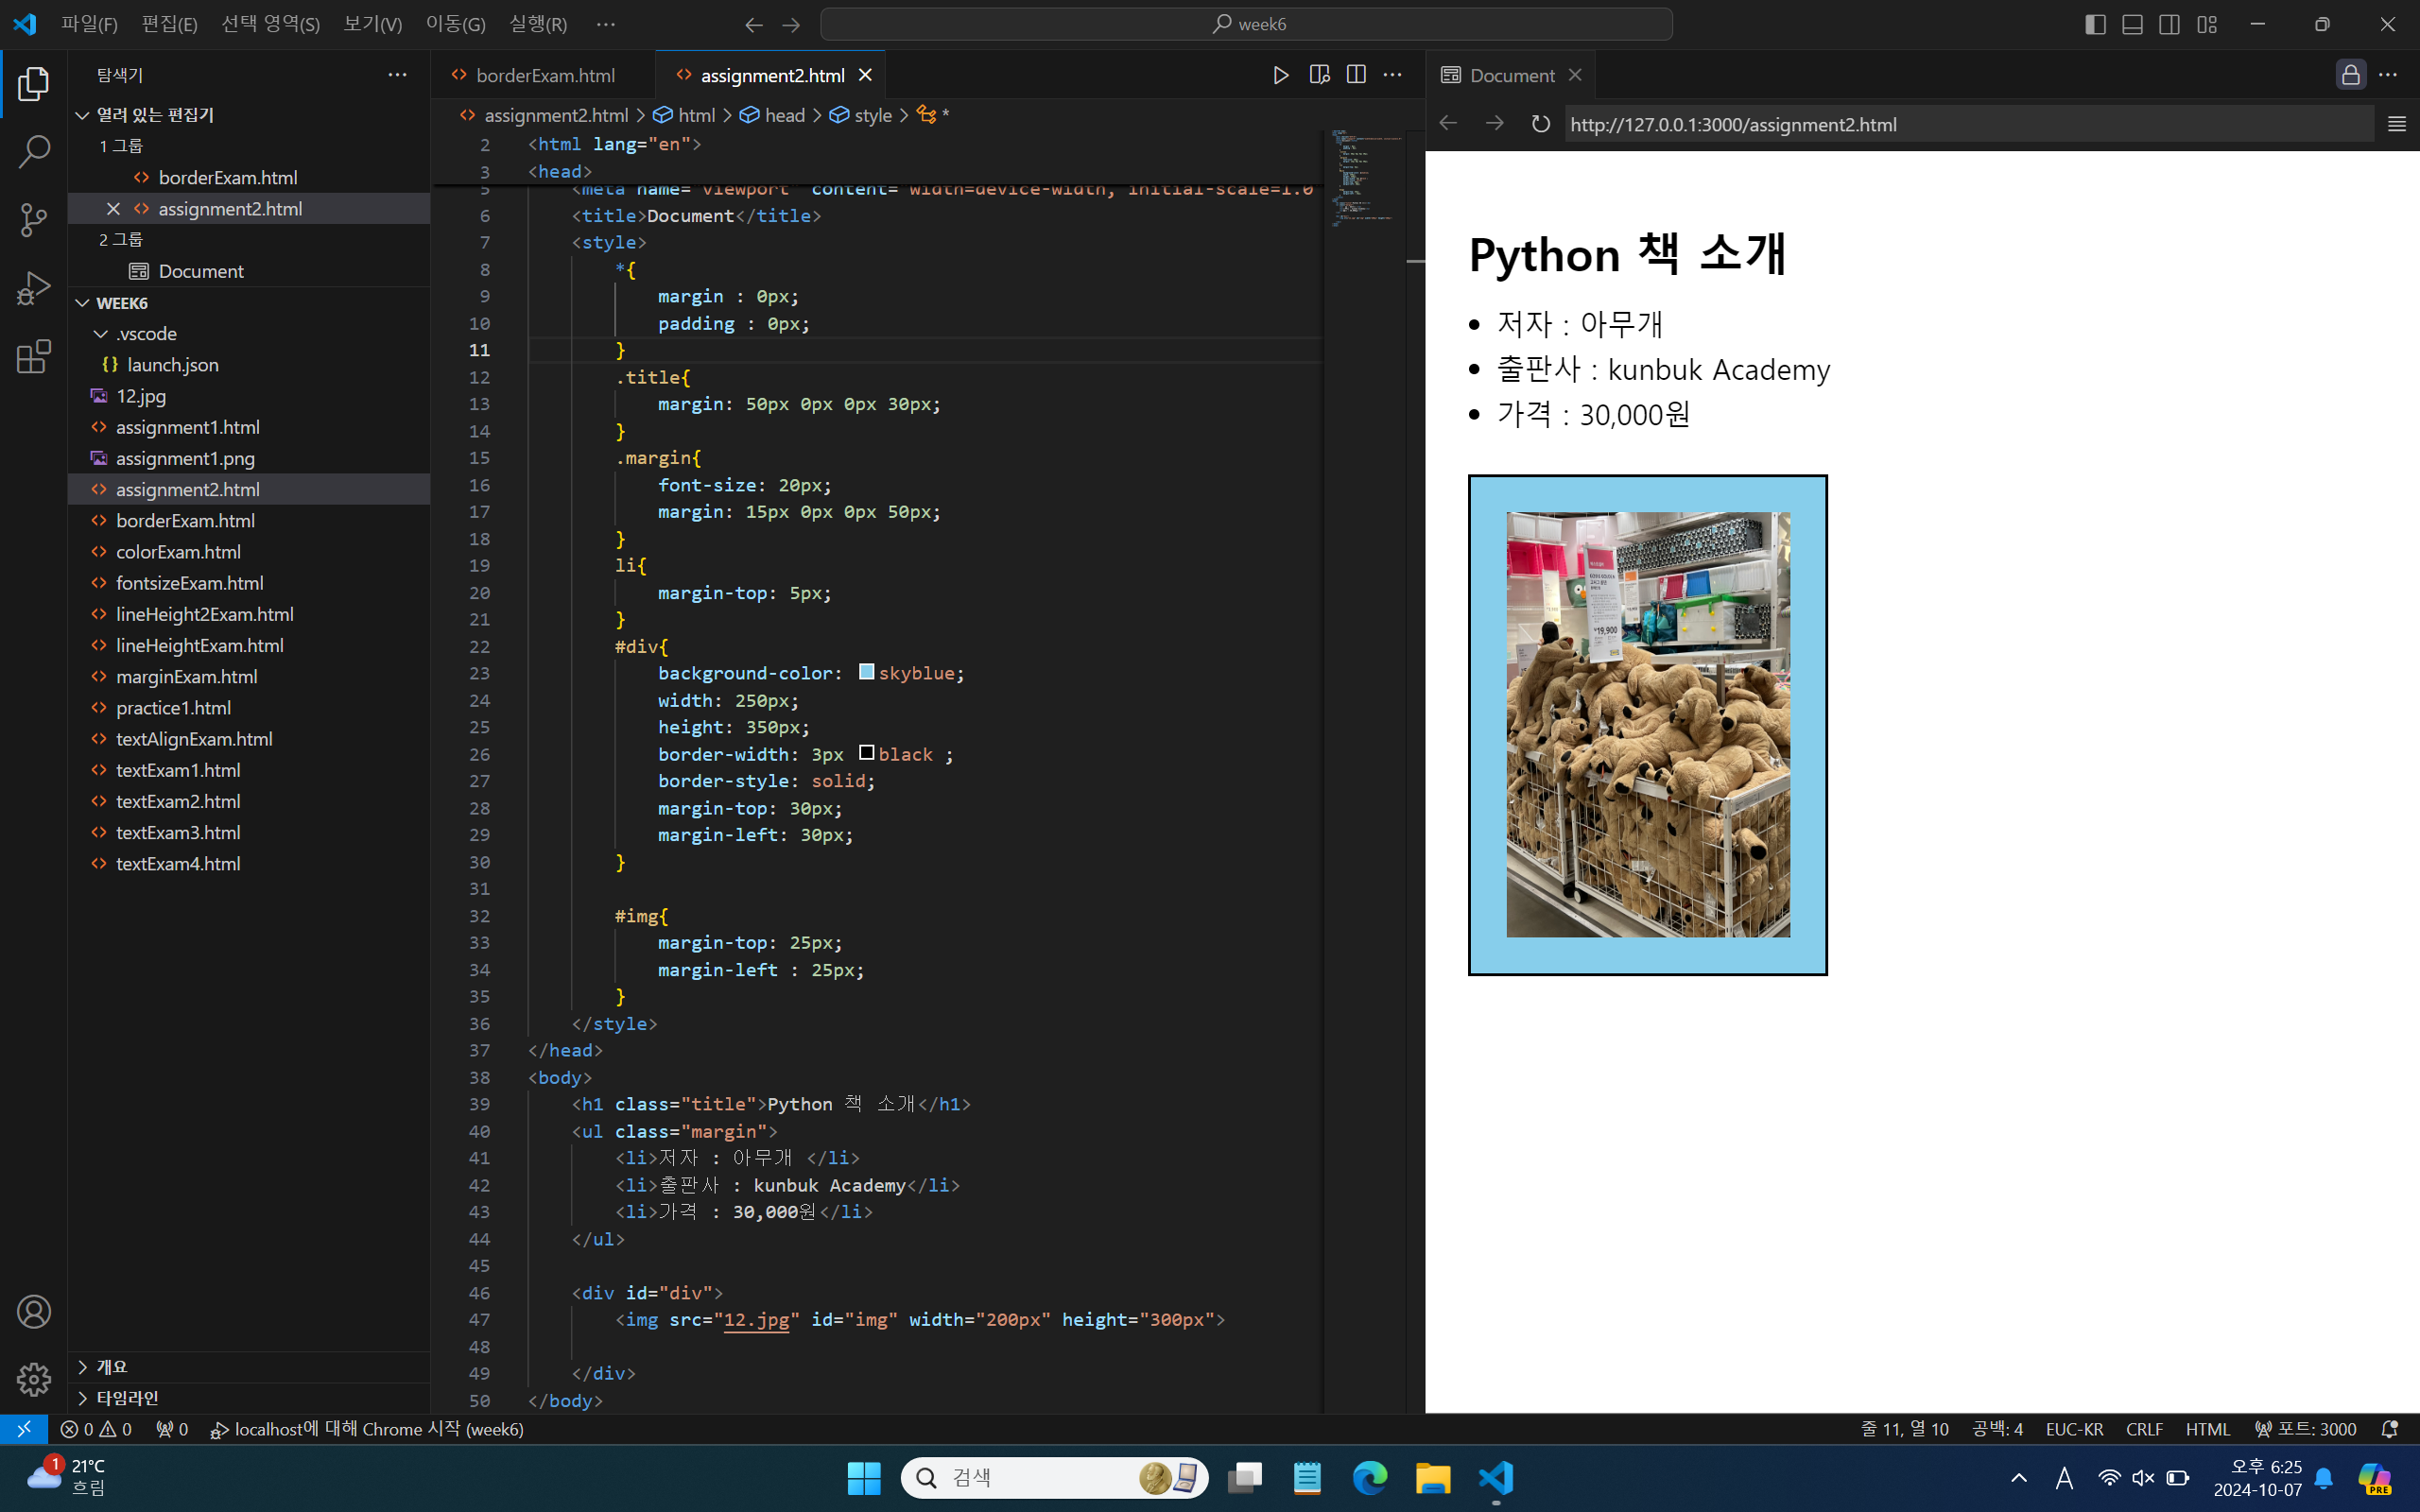 파일(F) 편집(E) 선택 영역(S) 보기(V) 이동(G) 실행(R) ··· week6
탐색기
열려 있는 편집기
1 그룹
borderExam.html
assignment2.html
2 그룹
Document
WEEK6
.vscode
{} launch.json
12.jpg
assignment1.html
assignment1.png
assignment2.html
borderExam.html
colorExam.html
fontsizeExam.html
lineHeight2Exam.html
lineHeightExam.html
marginExam.html
practice1.html
textAlignExam.html
textExam1.html
textExam2.html
textExam3.html
textExam4.html
개요
타임라인
borderExam.html assignment2.html
assignment2.html > html > head > style > *
2 <html lang="en">
3 <head>
5 <meta name="viewport" content="width=device-width, initial-scale=1.0
6 <title>Document</title>
7 <style>
8 *{
9 margin : 0px;
10 padding : 0px;
11 }
12 .title{
13 margin: 50px 0px 0px 30px;
14 }
15 .margin{
16 font-size: 20px;
17 margin: 15px 0px 0px 50px;
18 }
19 li{
20 margin-top: 5px;
21 }
22 #div{
23 background-color: skyblue;
24 width: 250px;
25 height: 350px;
26 border-width: 3px black ;
27 border-style: solid;
28 margin-top: 30px;
29 margin-left: 30px;
30 }
31
32 #img{
33 margin-top: 25px;
34 margin-left : 25px;
35 }
36 </style>
37 </head>
38 <body>
39 <h1 class="title">Python 책 소개</h1>
40 <ul class="margin">
41 <li>저자 : 아무개 </li>
42 <li>출판사 : kunbuk Academy</li>
43 <li>가격 : 30,000원</li>
44 </ul>
45
46 <div id="div">
47 <img src="12.jpg" id="img" width="200px" height="300px">
48
49 </div>
50 </body>
Document
http://127.0.0.1:3000/assignment2.html
Python 책 소개
저자 : 아무개
출판사 : kunbuk Academy
가격 : 30,000원
19,900
0 0 0 localhost에 대해 Chrome 시작 (week6) 줄 11, 열 10 공백: 4 EUC-KR CRLF HTML 포트: 3000
1 21°C
흐림
검색
A
오후 6:25
2024-10-07
PRE